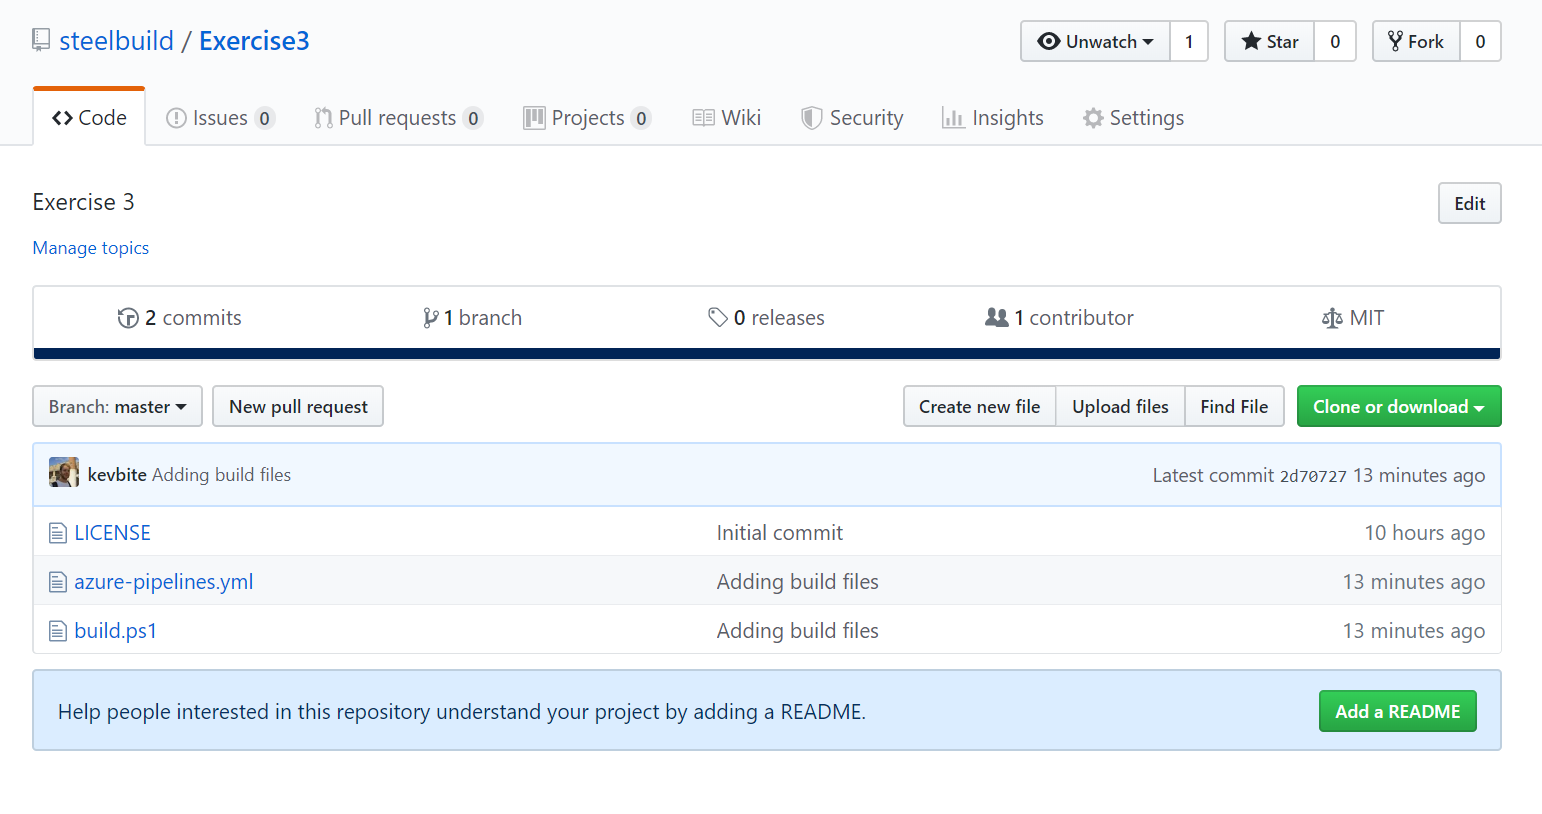 steelbuild / Exercise3
Unwatch 1 Star 0 Fork 0
Code Issues 0 Pull requests 0 Projects 0 Wiki Security Insights Settings
Exercise 3
Edit
Manage topics
2 commits 1 branch 0 releases 1 contributor MIT
Branch: master New pull request Create new file Upload files Find File Clone or download
kevbite Adding build files Latest commit 2d70727 13 minutes ago
LICENSE Initial commit 10 hours ago
azure-pipelines.yml Adding build files 13 minutes ago
build.ps1 Adding build files 13 minutes ago
Help people interested in this repository understand your project by adding a README. Add a README